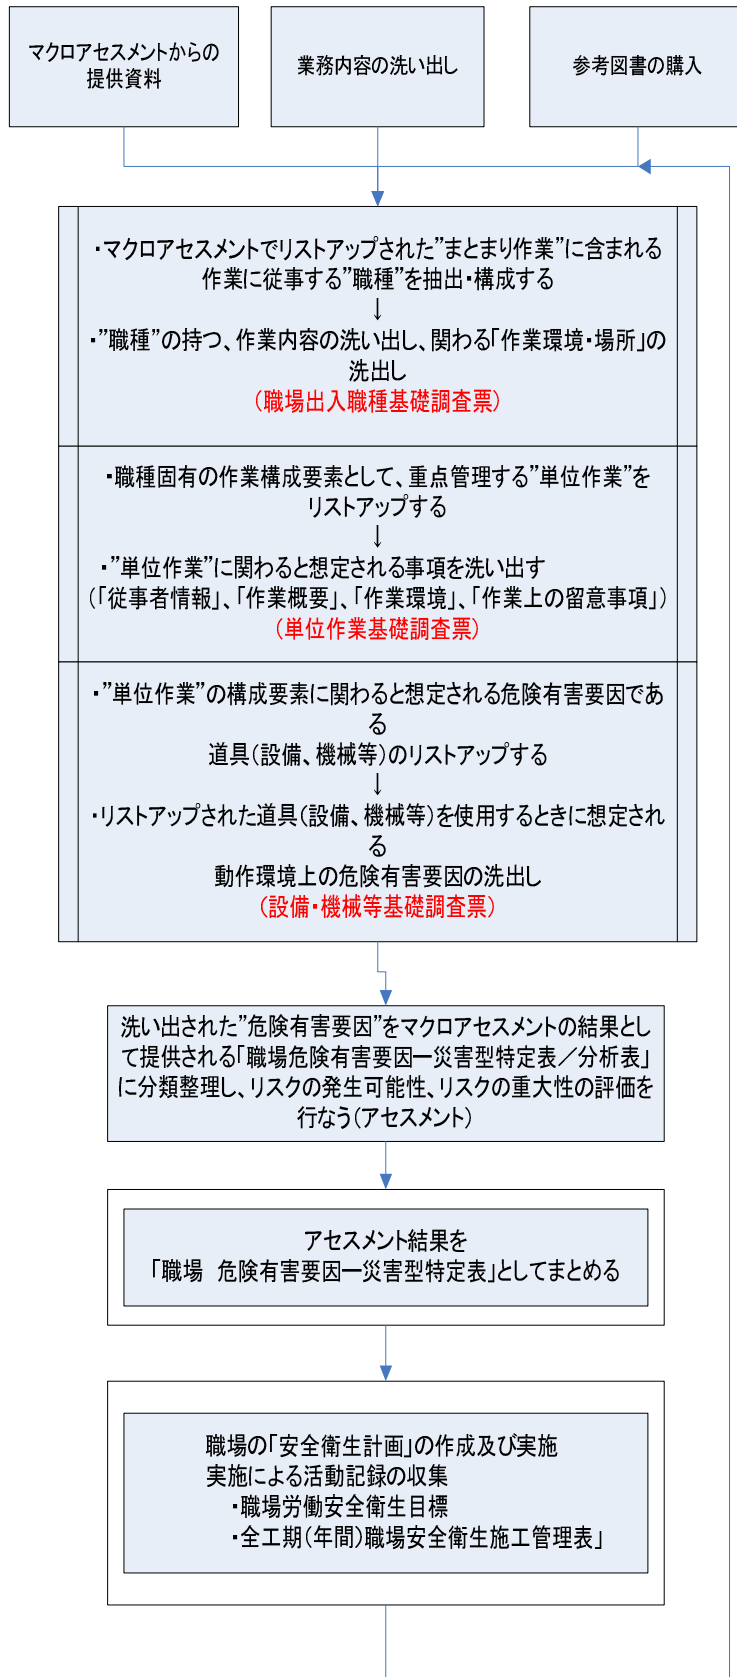 マクロアセスメントからの
提供資料
業務内容の洗い出し
参考図書の購入
・マクロアセスメントでリストアップされた”まとまり作業”に含まれる
作業に従事する”職種”を抽出・構成する
↓
・”職種”の持つ、作業内容の洗い出し、関わる「作業環境・場所」の
洗出し
（職場出入職種基礎調査票）
・職種固有の作業構成要素として、重点管理する”単位作業”を
リストアップする
↓
・”単位作業”に関わると想定される事項を洗い出す
（「従事者情報」、「作業概要」、「作業環境」、「作業上の留意事項」）
（単位作業基礎調査票）
・”単位作業”の構成要素に関わると想定される危険有害要因であ
る
道具（設備、機械等）のリストアップする
↓
・リストアップされた道具（設備、機械等）を使用するときに想定され
る
動作環境上の危険有害要因の洗出し
（設備・機械等基礎調査票）
洗い出された”危険有害要因”をマクロアセスメントの結果とし
て提供される「職場危険有害要因ー災害型特定表／分析表」
に分類整理し、リスクの発生可能性、リスクの重大性の評価を
行なう（アセスメント）
アセスメント結果を
「職場　危険有害要因ー災害型特定表」としてまとめる
職場の「安全衛生計画」の作成及び実施
実施による活動記録の収集
・職場労働安全衛生目標
・全工期（年間）職場安全衛生施工管理表」